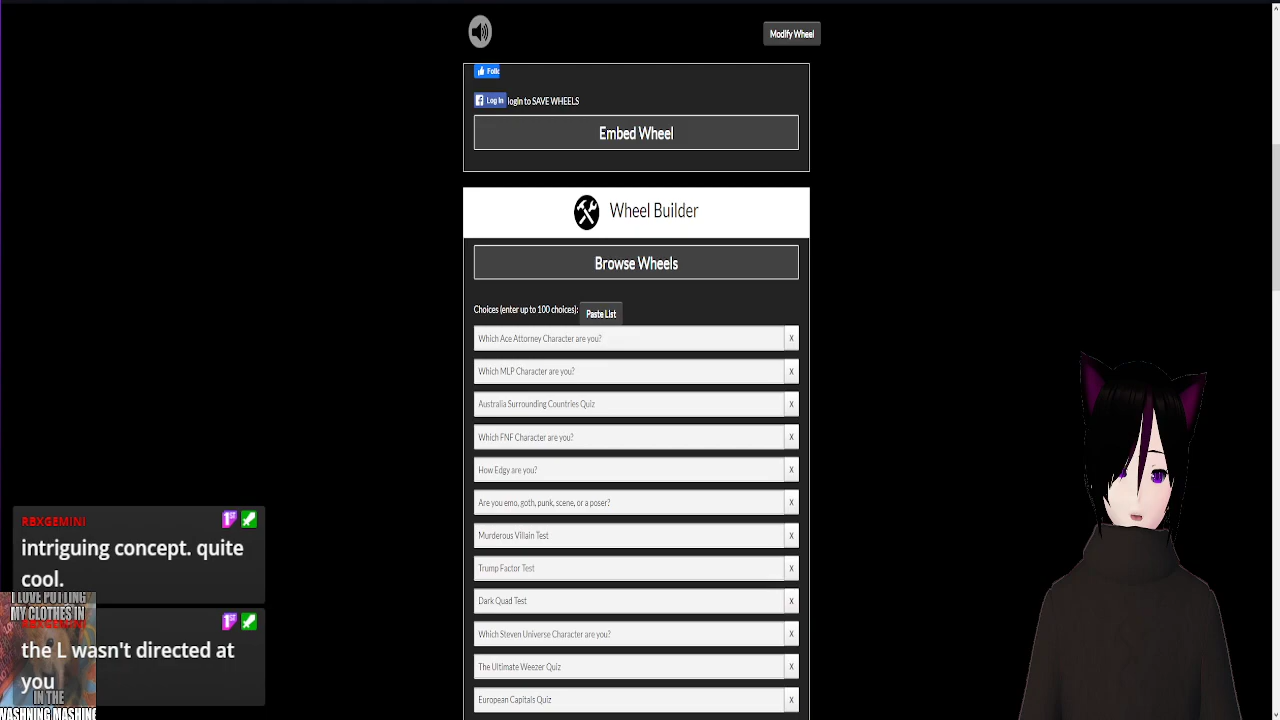 Modify Wheel
Follo
Log In login to SAVE WHEELS
Embed Wheel
Wheel Builder
Browse Wheels
Choices (enter up to 100 choices): Paste List
Which Ace Attorney Character are you? X
Which MLP Character are you? X
Australia Surrounding Countries Quiz X
Which FNF Character are you? X
How Edgy are you? X
Are you emo, goth, punk, scene, or a poser? X
Murderous Villain Test X
Trump Factor Test X
Dark Quad Test X
Which Steven Universe Character are you? X
The Ultimate Weezer Quiz X
European Capitals Quiz X
RBXGEMINI
intriguing concept. quite
cool.
I LOVE PUTTING
MY CLOTHES IN
the L wasn't directed at
you
IN THE